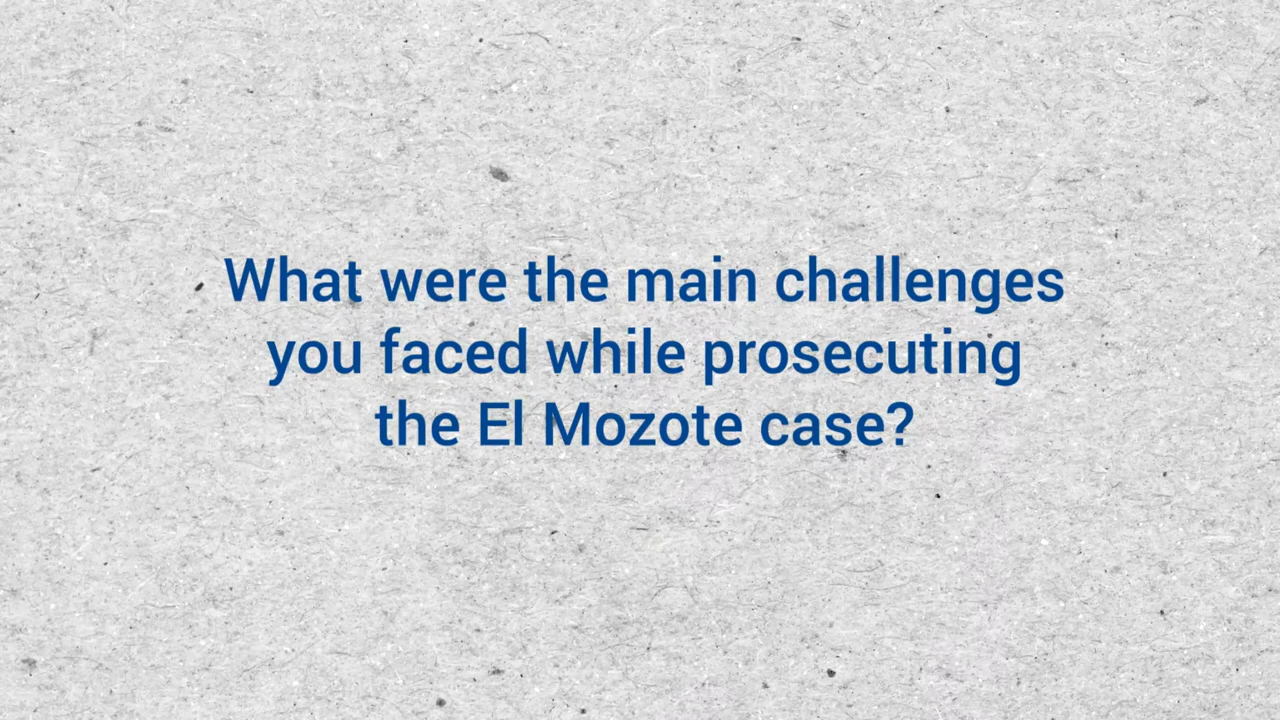 What were the main challenges
you faced while prosecuting
the El Mozote case?